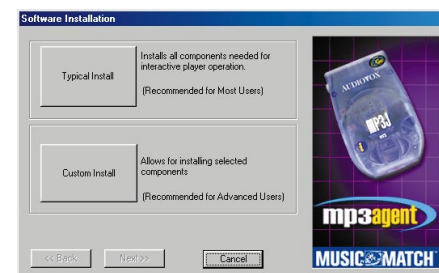 Software Installation
Typical Install
Installs all components needed for
interactive player operation.
(Recommended for Most Users)
Custom Install
Allows for installing selected
components
(Recommended for Advanced Users)
<< Back
Next >>
Cancel
AUDIOVOX
MP3J
mp3agent
MUSICMATCH